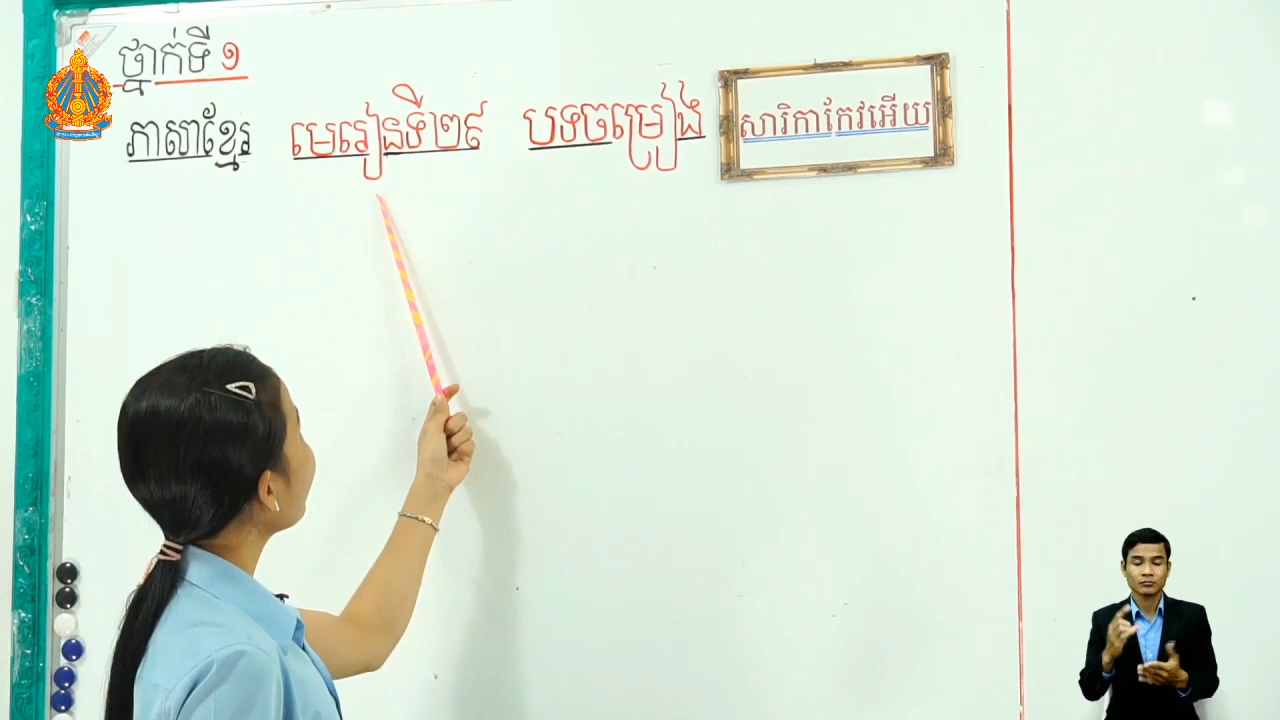 ថ្នាក់ទី ១
ភាសាខ្មែរ មេរៀនទី២៩ បទចម្រៀង សារិកាកែវអើយ